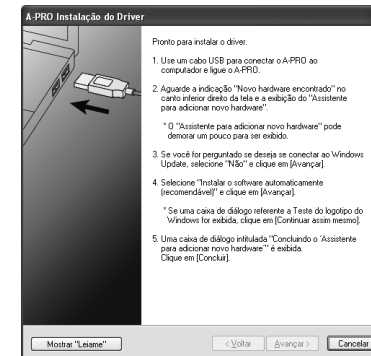 A-PRO Instalação do Driver
Pronto para instalar o driver.
1. Use um cabo USB para conectar o A-PRO ao
computador e ligue o A-PRO.
2. Aguarde a indicação "Novo hardware encontrado" no
canto inferior direito da tela e a exibição do "Assistente
para adicionar novo hardware".
* O "Assistente para adicionar novo hardware" pode
demorar um pouco para ser exibido.
3. Se você for perguntado se deseja se conectar ao Windows
Update, selecione "N&o" e clique em [Avançar].
4. Selecione "Instalar o software automaticamente
(recomendável)" e clique em [Avançar].
* Se uma caixa de diálogo referente a Teste do logotipo do
Windows for exibida, clique em [Continuar assim mesmo].
5. Uma caixa de diálogo intitulada "Concluindo o 'Assistente
para adicionar novo hardware'" é exibida.
Clique em [Concluir].
Mostrar "Leiame"
< Voltar
Avançar >
Cancelar